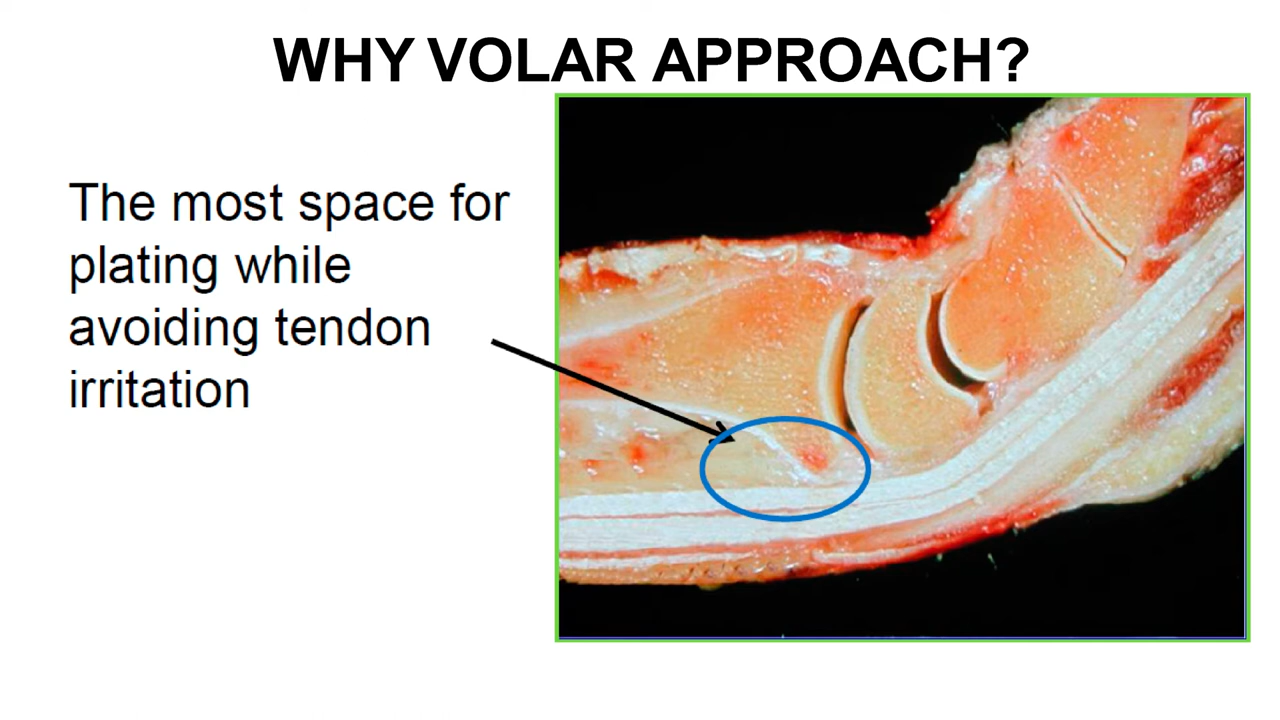 WHY VOLAR APPROACH?
The most space for
plating while
avoiding tendon
irritation